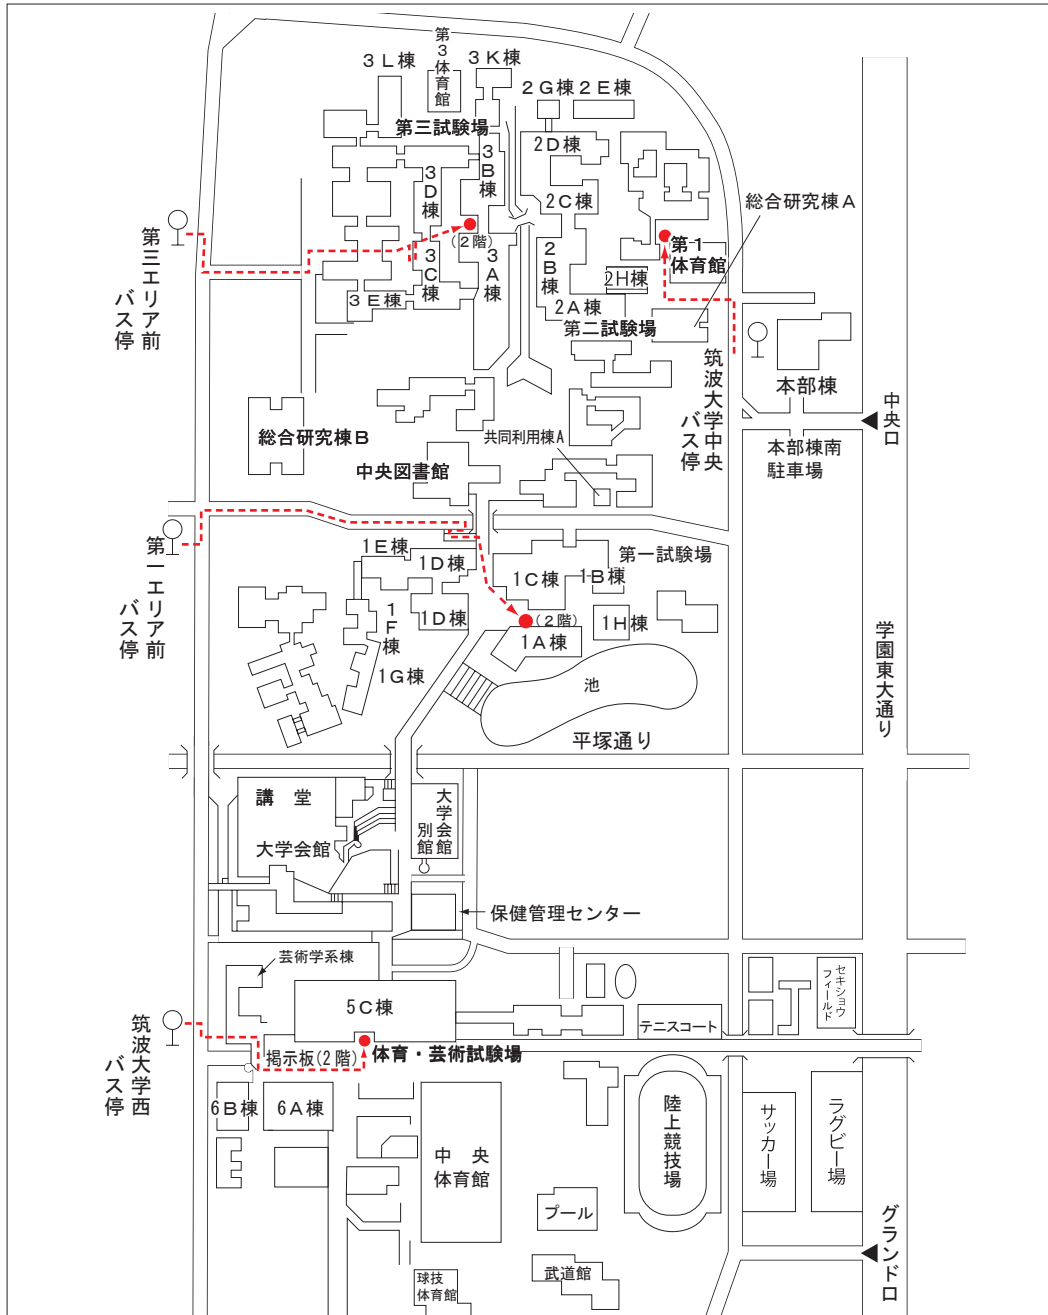 第3体育館
3L棟
3K棟
2G棟
2E棟
第三試験場
2D棟
3B棟
3D棟
2C棟
総合研究棟A
第三エリア前
バス停
(2階)
第1
体育館
3C棟
3A棟
2B棟
2H棟
3E棟
2A棟
第二試験場
筑波大学中央
バス停
本部棟
中央口
総合研究棟B
共同利用棟A
本部棟南
駐車場
中央図書館
第一エリア前
バス停
1E棟
1D棟
第一試験場
1C棟
1B棟
1F棟
1D棟
(2階)
1H棟
1A棟
1G棟
池
学園東大通り
平塚通り
講堂
大学会館
大学会館
別館
保健管理センター
芸術学系棟
セキショウ
フィールド
5C棟
テニスコート
筑波大学西
バス停
掲示板(2階)
体育・芸術試験場
6B棟
6A棟
中央
体育館
陸上競技場
サッカー場
ラグビー場
プール
グランド口
武道館
球技
体育館